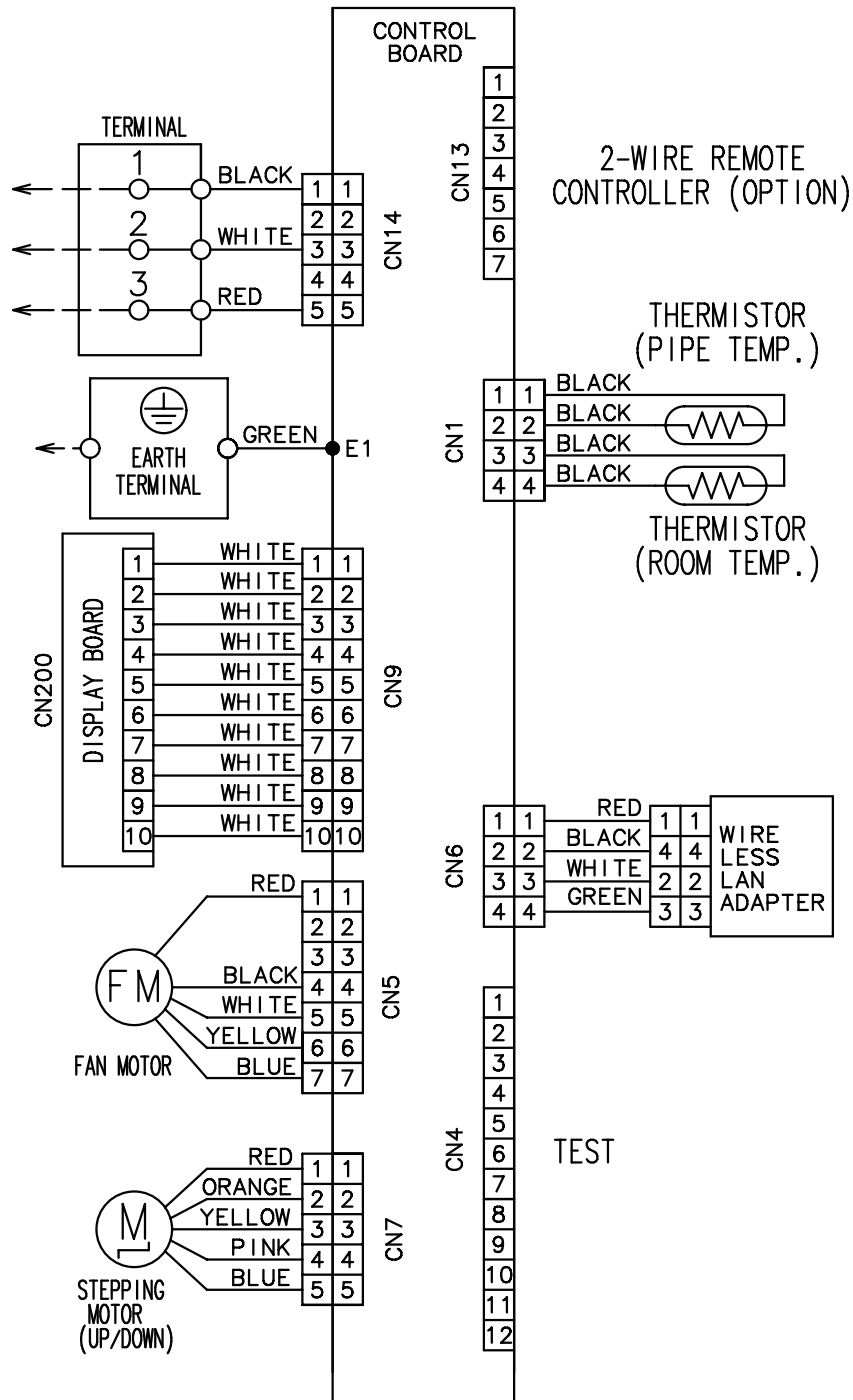 CONTROL
BOARD
TERMINAL
1
2
3
BLACK
WHITE
RED
1 1
2 2
3 3
4 4
5 5
CN14
CN13
1
2
3
4
5
6
7
2-WIRE REMOTE
CONTROLLER (OPTION)
EARTH
TERMINAL
GREEN
E1
THERMISTOR
(PIPE TEMP.)
CN1
1 1
2 2
3 3
4 4
BLACK
BLACK
BLACK
BLACK
THERMISTOR
(ROOM TEMP.)
CN200
DISPLAY BOARD
1
2
3
4
5
6
7
8
9
10
WHITE
WHITE
WHITE
WHITE
WHITE
WHITE
WHITE
WHITE
WHITE
WHITE
1 1
2 2
3 3
4 4
5 5
6 6
7 7
8 8
9 9
10 10
CN9
CN6
1 1
2 2
3 3
4 4
RED
BLACK
WHITE
GREEN
1 1
4 4
2 2
3 3
WIRE
LESS
LAN
ADAPTER
FM
FAN MOTOR
RED
BLACK
WHITE
YELLOW
BLUE
1 1
2 2
3 3
4 4
5 5
6 6
7 7
CN5
CN4
1
2
3
4
5
6
7
8
9
10
11
12
TEST
M
STEPPING
MOTOR
(UP/DOWN)
RED
ORANGE
YELLOW
PINK
BLUE
1 1
2 2
3 3
4 4
5 5
CN7